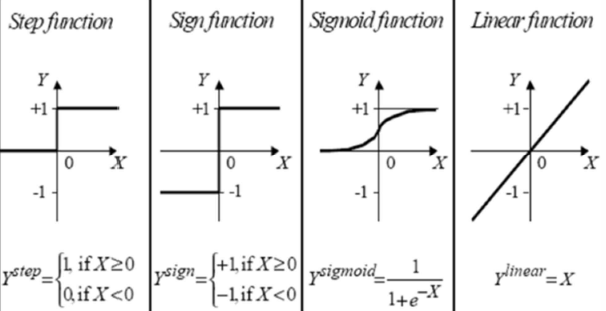 Step function
Y
+1
0
X
-1
Y^step = {1, if X≥0
0, if X<0
Sign function
Y
+1
0
X
-1
Y^sign = {+1, if X≥0
−1, if X<0
Sigmoid function
Y
+1
0
X
-1
Y^sigmoid = 1 / 1+e^−X
Linear function
Y
+1
0
X
-1
Y^linear = X